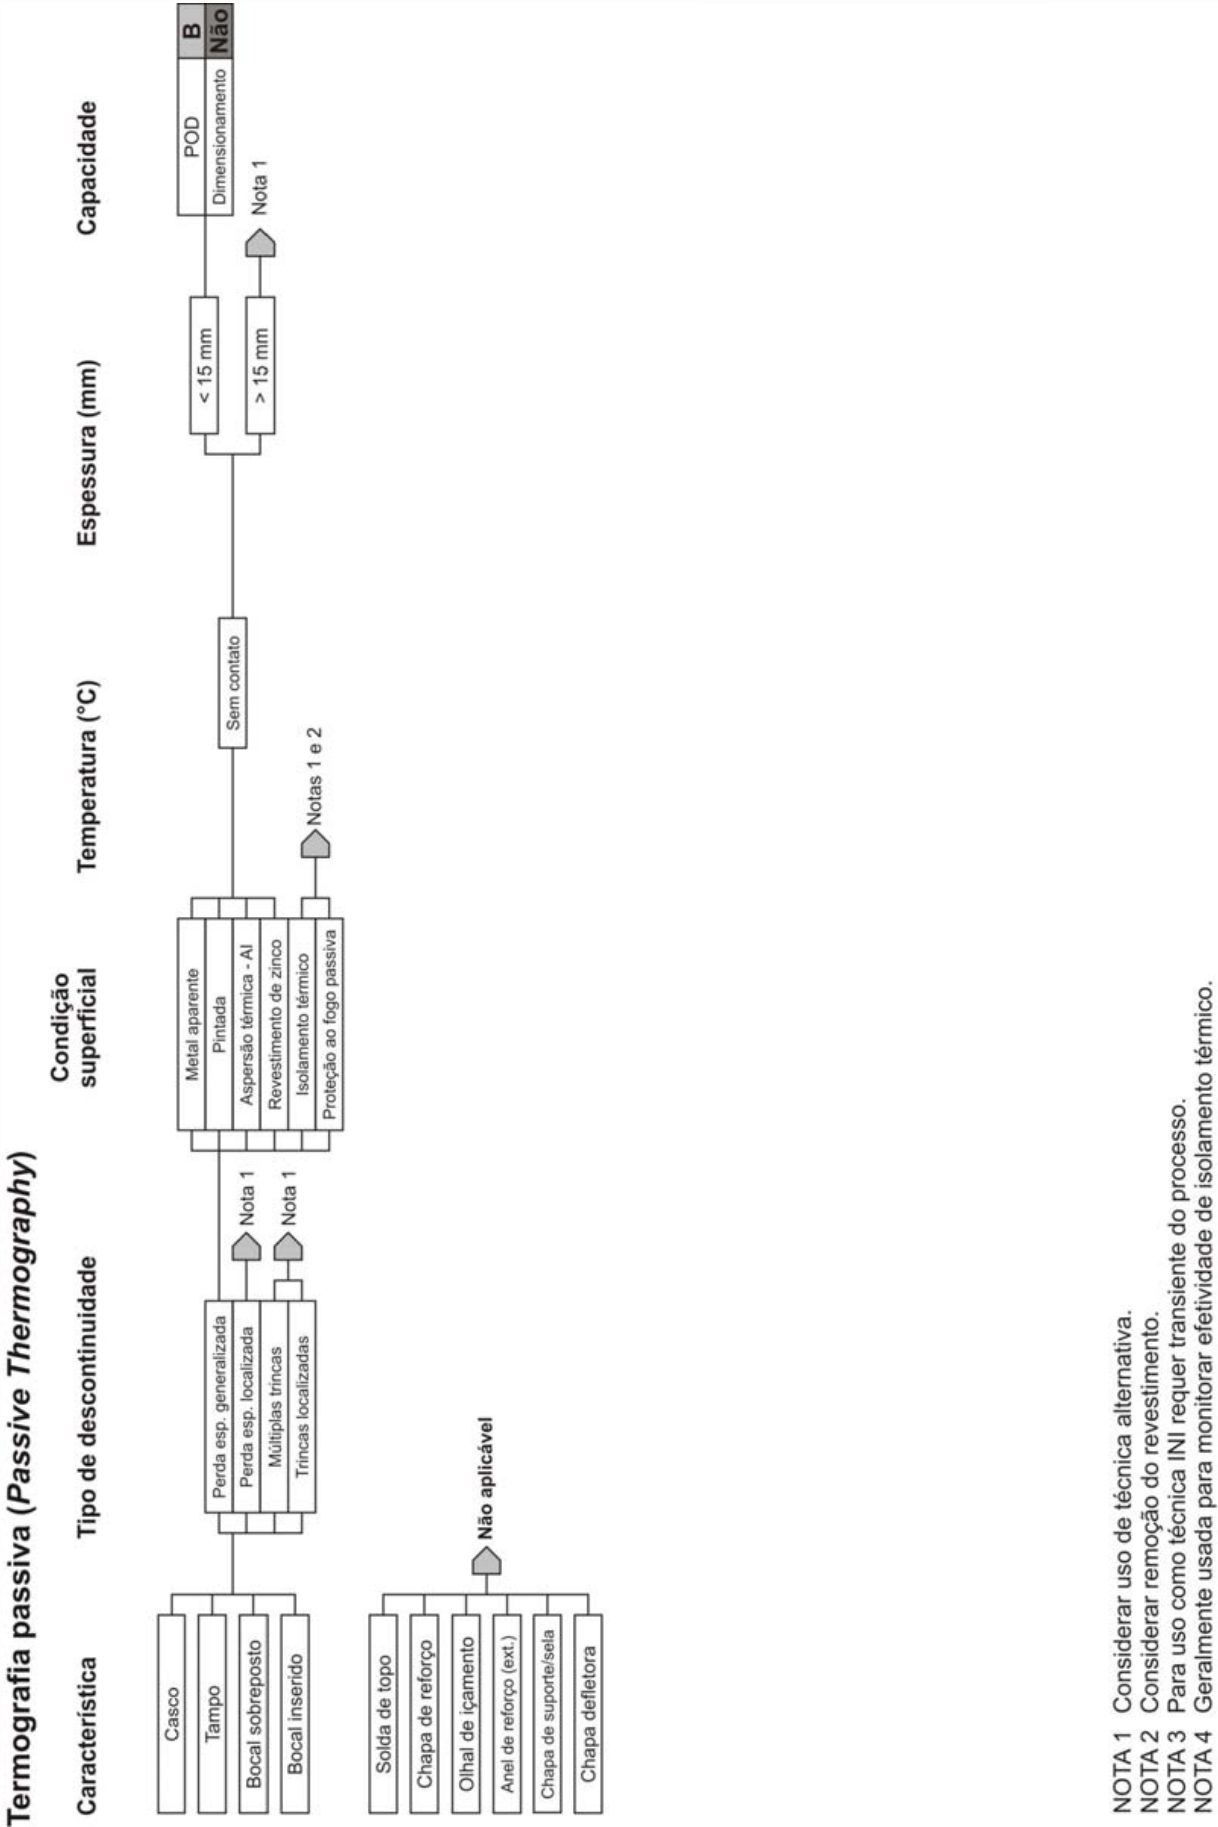 Termografia passiva (Passive Thermography)
Característica
Tipo de descontinuidade
Condição
superficial
Temperatura (°C)
Espessura (mm)
Capacidade
Casco
Tampo
Bocal sobreposto
Bocal inserido
Perda esp. generalizada
Perda esp. localizada
Múltiplas trincas
Trincas localizadas
Nota 1
Nota 1
Metal aparente
Pintada
Aspersão térmica - Al
Revestimento de zinco
Isolamento térmico
Proteção ao fogo passiva
Notas 1 e 2
Sem contato
< 15 mm
> 15 mm
Nota 1
POD B
Dimensionamento Não
Solda de topo
Chapa de reforço
Olhal de içamento
Anel de reforço (ext.)
Chapa de suporte/sela
Chapa defletora
Não aplicável
NOTA 1 Considerar uso de técnica alternativa.
NOTA 2 Considerar remoção do revestimento.
NOTA 3 Para uso como técnica INI requer transiente do processo.
NOTA 4 Geralmente usada para monitorar efetividade de isolamento térmico.